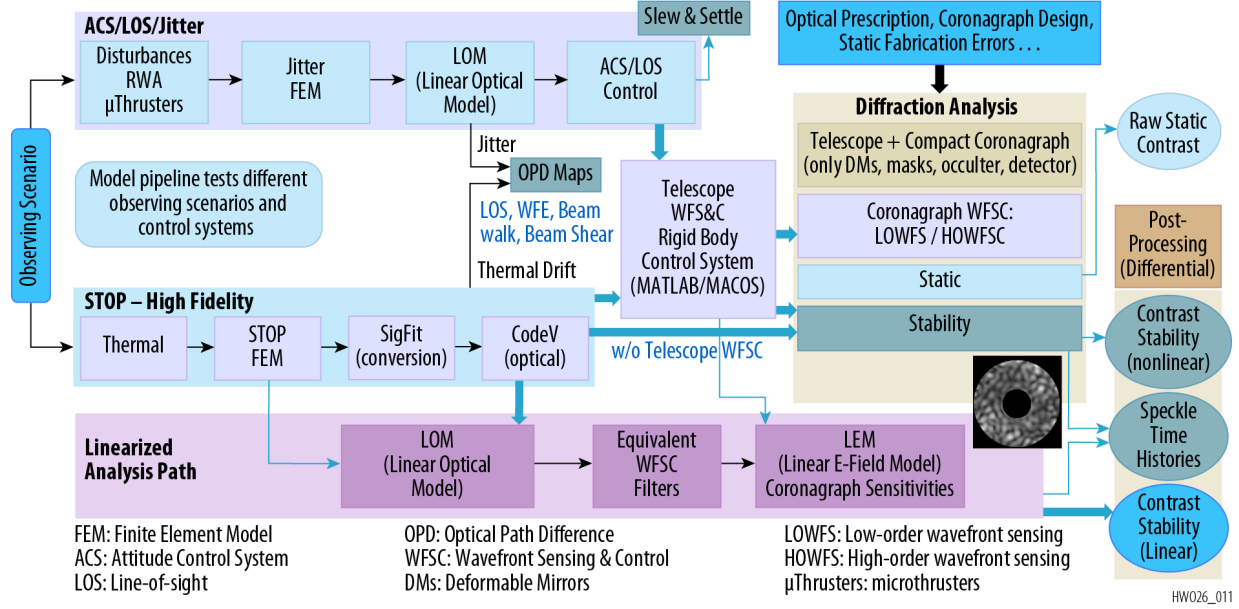 ACS/LOS/Jitter
Disturbances
RWA
µThrusters
Jitter
FEM
LOM
(Linear Optical
Model)
ACS/LOS
Control
Slew & Settle
Optical Prescription, Coronagraph Design,
Static Fabrication Errors . . .
Observing Scenario
Model pipeline tests different
observing scenarios and
control systems
Jitter
OPD Maps
LOS, WFE, Beam
walk, Beam Shear
Thermal Drift
Telescope
WFS&C
Rigid Body
Control System
(MATLAB/MACOS)
Diffraction Analysis
Telescope + Compact Coronagraph
(only DMs, masks, occulter, detector)
Coronagraph WFSC:
LOWFS / HOWFSC
Static
Stability
Raw Static
Contrast
Post-
Processing
(Differential)
Contrast
Stability
(nonlinear)
Speckle
Time
Histories
Contrast
Stability
(Linear)
STOP – High Fidelity
Thermal
STOP
FEM
SigFit
(conversion)
CodeV
(optical)
w/o Telescope WFSC
Linearized
Analysis Path
LOM
(Linear Optical
Model)
Equivalent
WFSC
Filters
LEM
(Linear E-Field Model)
Coronagraph Sensitivities
FEM: Finite Element Model
ACS: Attitude Control System
LOS: Line-of-sight
OPD: Optical Path Difference
WFSC: Wavefront Sensing & Control
DMs: Deformable Mirrors
LOWFS: Low-order wavefront sensing
HOWFS: High-order wavefront sensing
µThrusters: microthrusters
HWO26_011